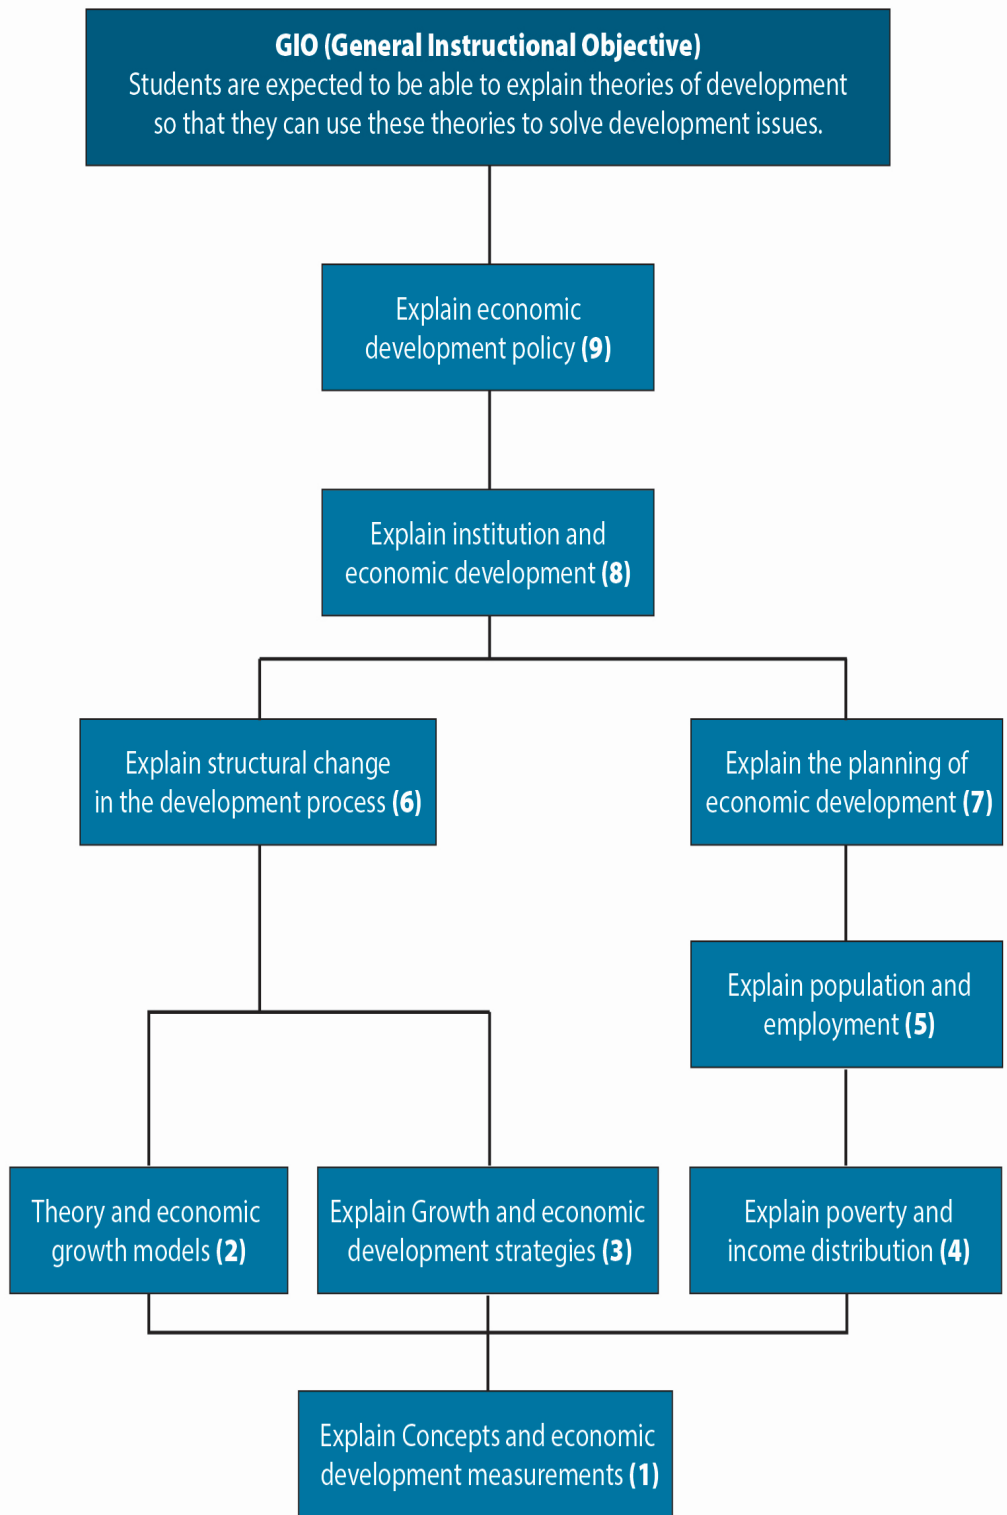 GIO (General Instructional Objective)
Students are expected to be able to explain theories of development
so that they can use these theories to solve development issues.
Explain economic
development policy (9)
Explain institution and
economic development (8)
Explain structural change
in the development process (6)
Explain the planning of
economic development (7)
Explain population and
employment (5)
Theory and economic
growth models (2)
Explain Growth and economic
development strategies (3)
Explain poverty and
income distribution (4)
Explain Concepts and economic
development measurements (1)